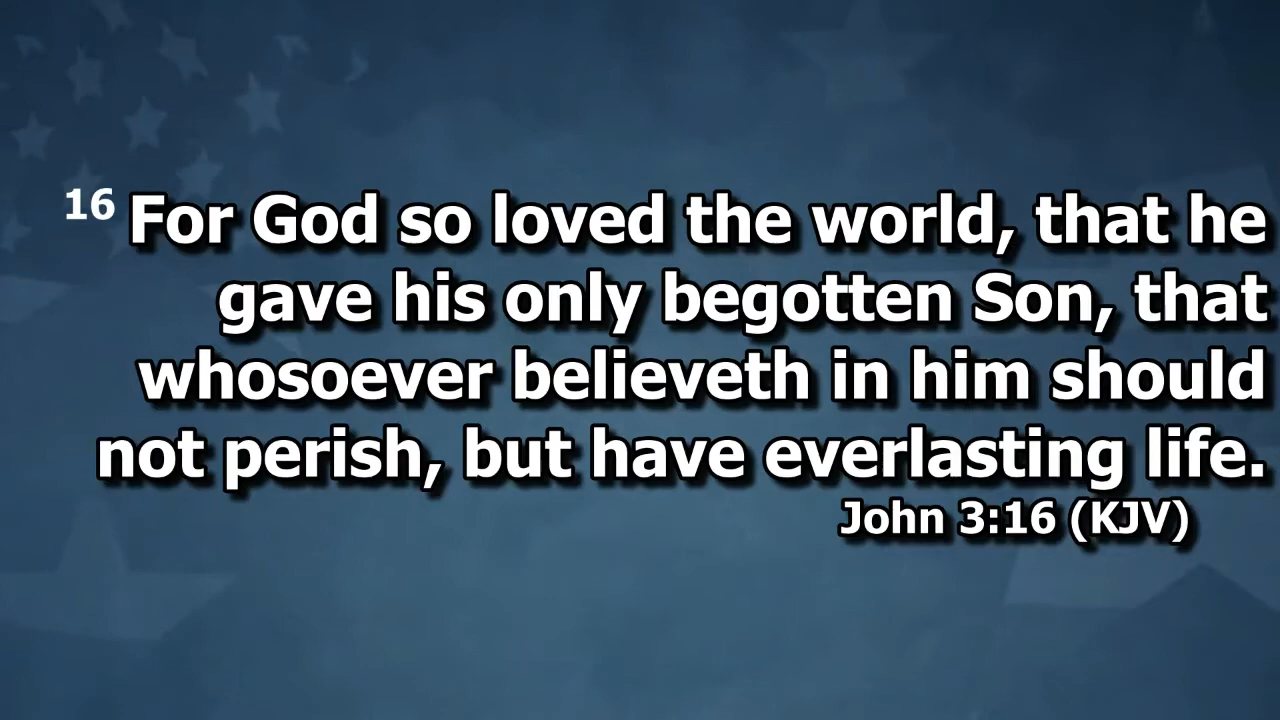 16 For God so loved the world, that he
gave his only begotten Son, that
whosoever believeth in him should
not perish, but have everlasting life.
John 3:16 (KJV)